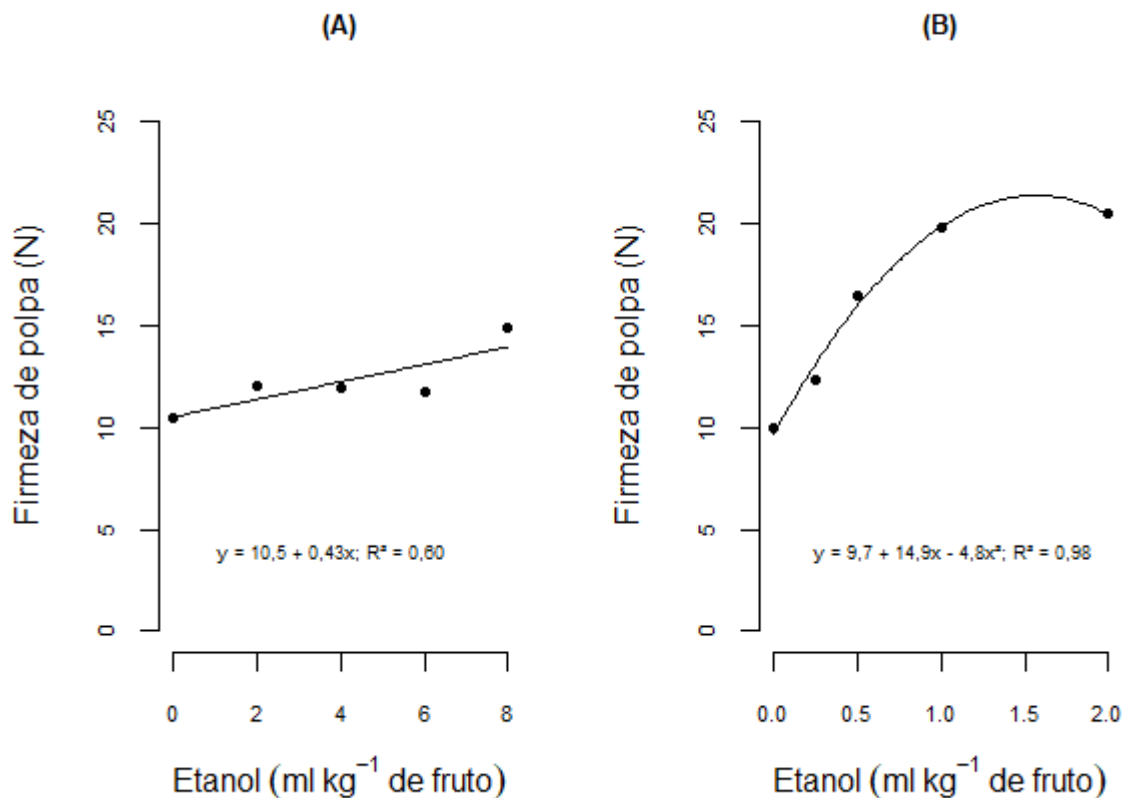 (A)
Firmeza de polpa (N)
25
20
15
10
5
0
y = 10,5 + 0,43x; R² = 0,60
0 2 4 6 8
Etanol (ml kg⁻¹ de fruto)
(B)
Firmeza de polpa (N)
25
20
15
10
5
0
y = 9,7 + 14,9x - 4,8x²; R² = 0,98
0.0 0.5 1.0 1.5 2.0
Etanol (ml kg⁻¹ de fruto)